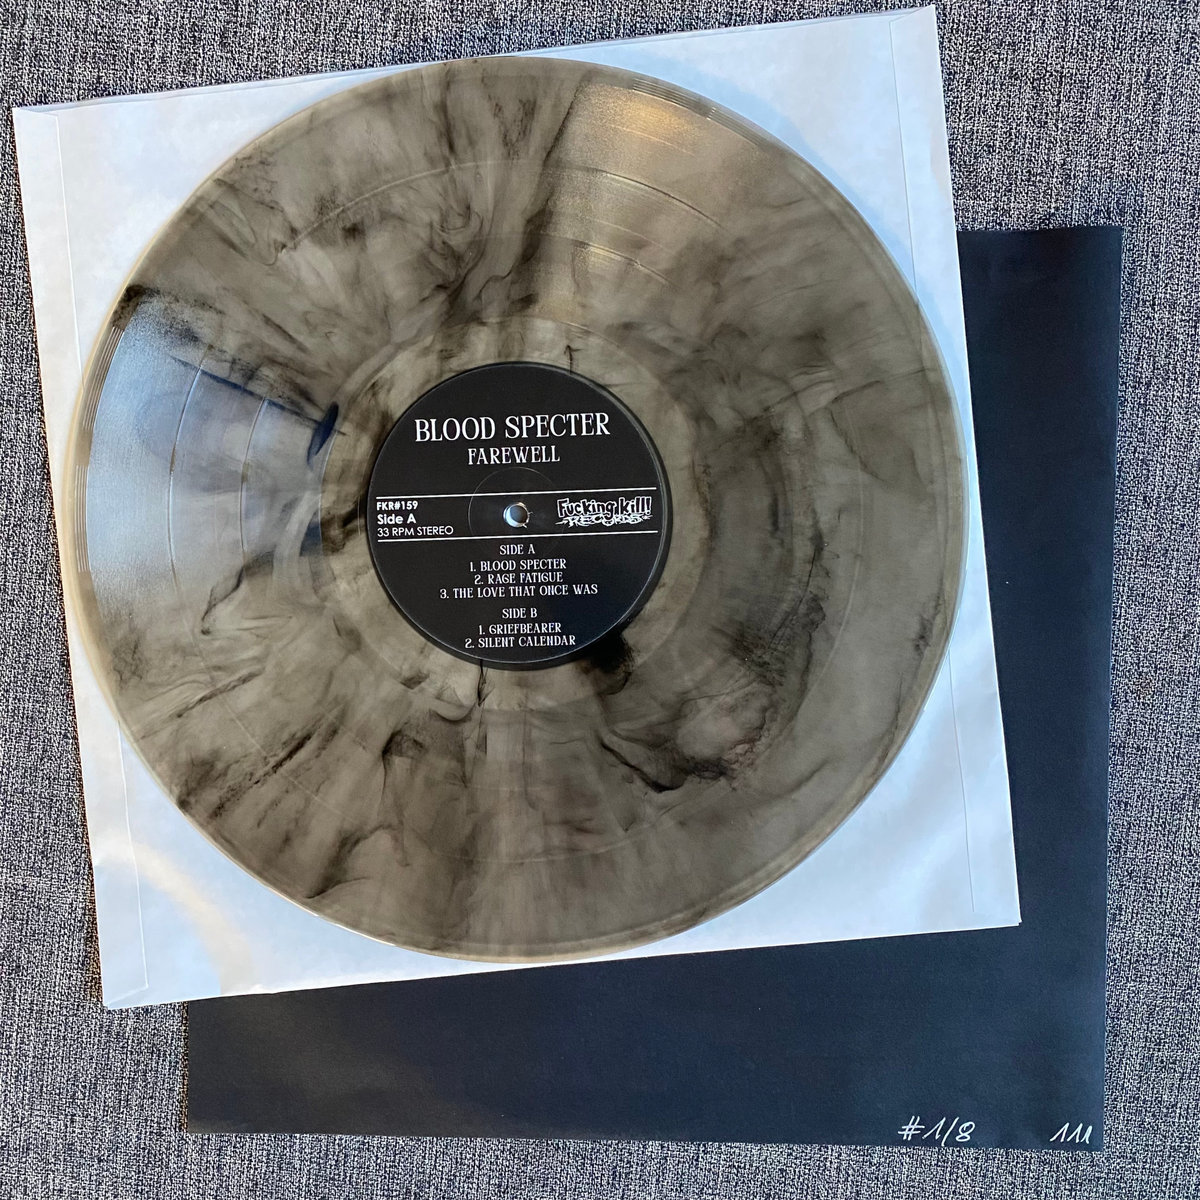 BLOOD SPECTER
FAREWELL
FKR#159
Side A
33 RPM STEREO
Fucking kill!
RECORDS
SIDE A
1. BLOOD SPECTER
2. RAGE FATIGUE
3. THE LOVE THAT ONCE WAS
SIDE B
1. GRIEFBEARER
2. SILENT CALENDAR
#1/8